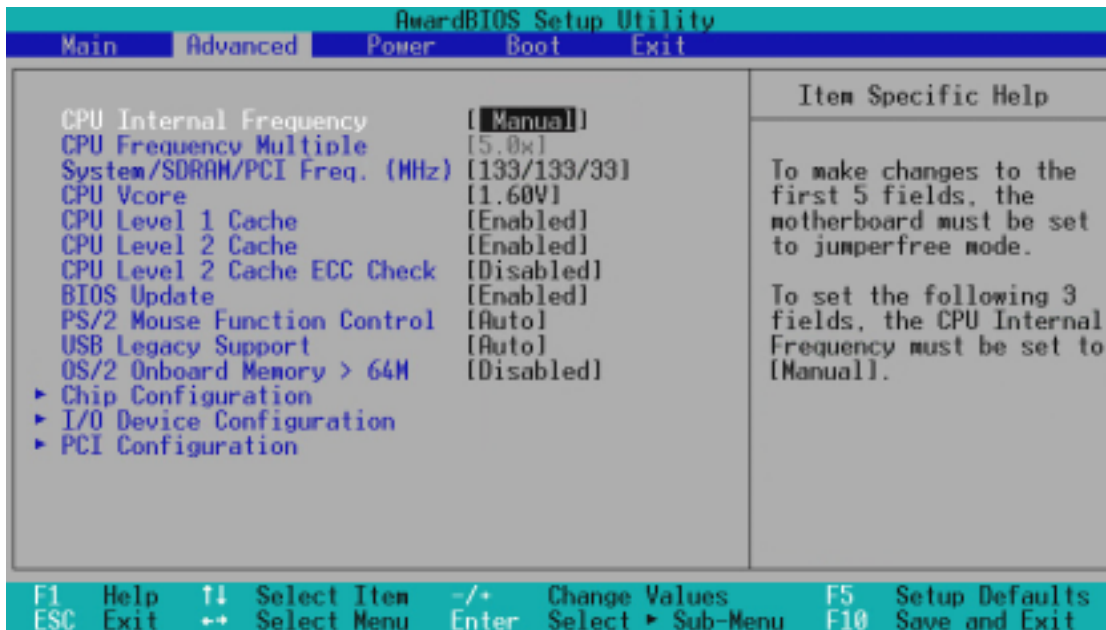 AwardBIOS Setup Utility
Main Advanced Power Boot Exit
CPU Internal Frequency [ Manual]
CPU Frequency Multiple [5.0x]
System/SDRAM/PCI Freq. (MHz) [133/133/33]
CPU Vcore [1.60V]
CPU Level 1 Cache [Enabled]
CPU Level 2 Cache [Enabled]
CPU Level 2 Cache ECC Check [Disabled]
BIOS Update [Enabled]
PS/2 Mouse Function Control [Auto]
USB Legacy Support [Auto]
OS/2 Onboard Memory > 64M [Disabled]
► Chip Configuration
► I/O Device Configuration
► PCI Configuration
Item Specific Help
To make changes to the
first 5 fields, the
motherboard must be set
to jumperfree mode.
To set the following 3
fields, the CPU Internal
Frequency must be set to
[Manual].
F1 Help ↑↓ Select Item -/+ Change Values F5 Setup Defaults
ESC Exit ←→ Select Menu Enter Select ► Sub-Menu F10 Save and Exit